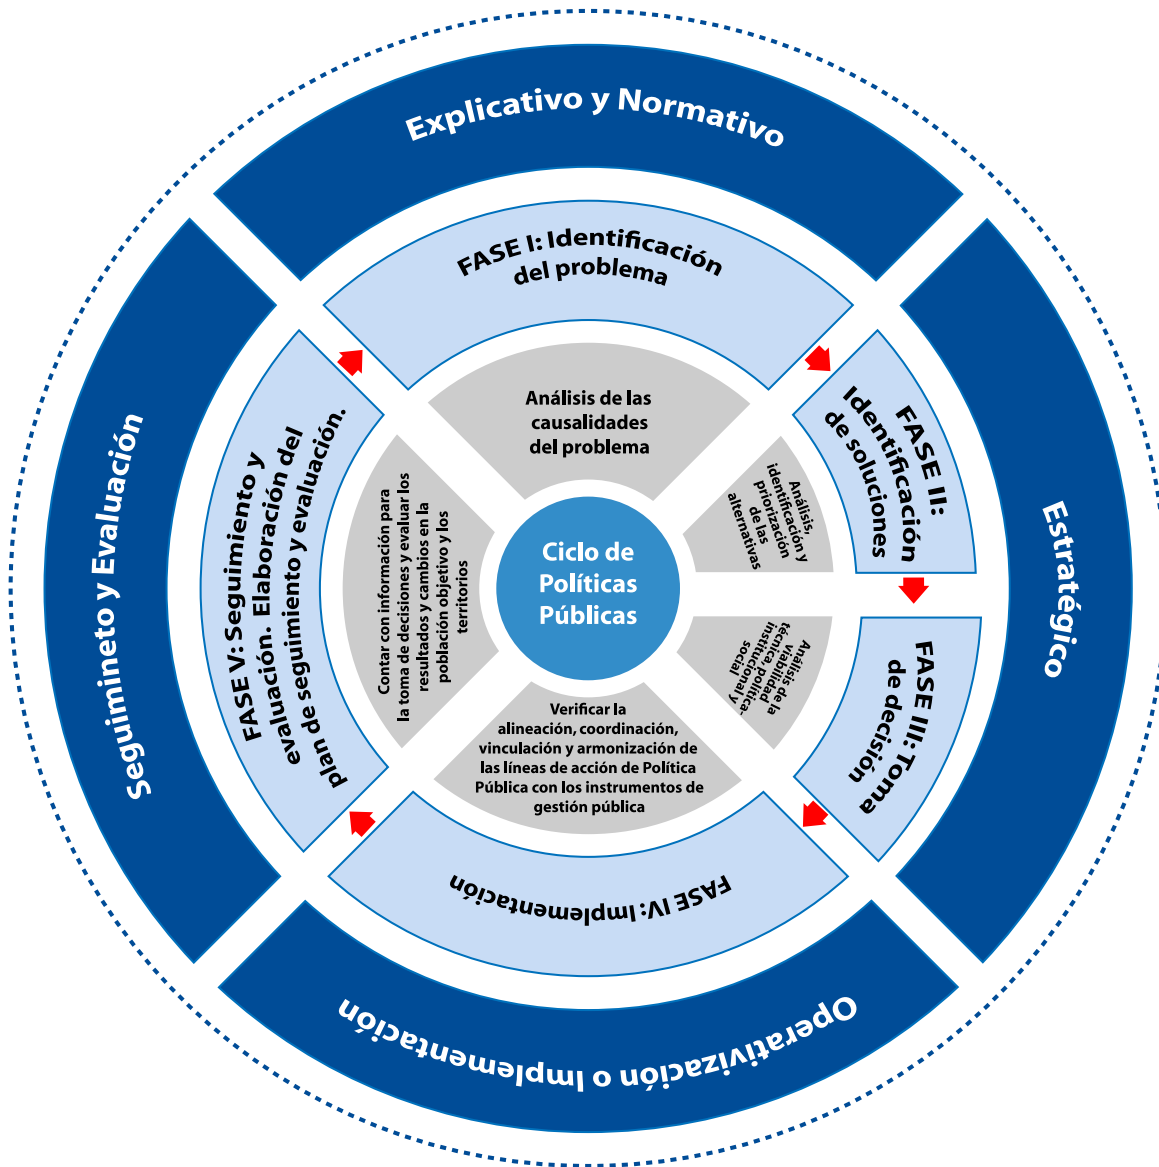 Explicativo y Normativo
FASE I: Identificación
del problema
Análisis de las
causalidades
del problema
Estratégico
FASE II:
Identificación
de soluciones
Análisis,
identificación y
priorización
de las
alternativas
FASE III: Toma
de decisión
Análisis de la
viabilidad
técnica, política-
institucional y
social
Operativización o Implementación
FASE IV: Implementación
Verificar la
alineación, coordinación,
vinculación y armonización de
las líneas de acción de Política
Pública con los instrumentos de
gestión pública
Seguimineto y Evaluación
FASE V: Seguimiento y
evaluación. Elaboración del
plan de seguimiento y evaluación.
Contar con información para
la toma de decisiones y evaluar los
resultados y cambios en la
población objetivo y los
territorios
Ciclo de
Políticas
Públicas